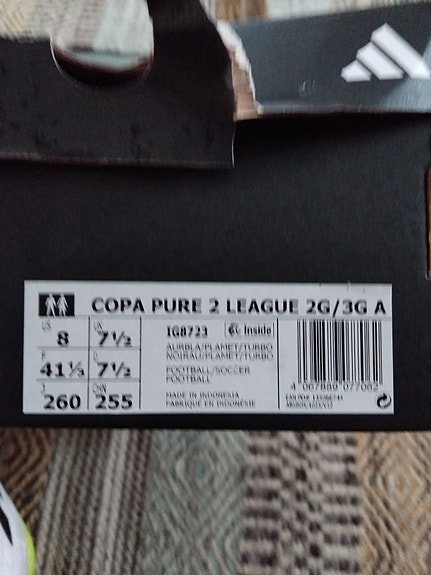 COPA PURE 2 LEAGUE 2G/3G A
US 8
UK 7½
F 41⅓
D 7½
J 260
CHN 255
IG8723
Inside
AURBLA/PLAMET/TURBO
NOIRAU/PLAMET/TURBO
FOOTBALL/SOCCER
FOOTBALL
MADE IN INDONESIA
FABRIQUÉ EN INDONÉSIE
4 067889 077062